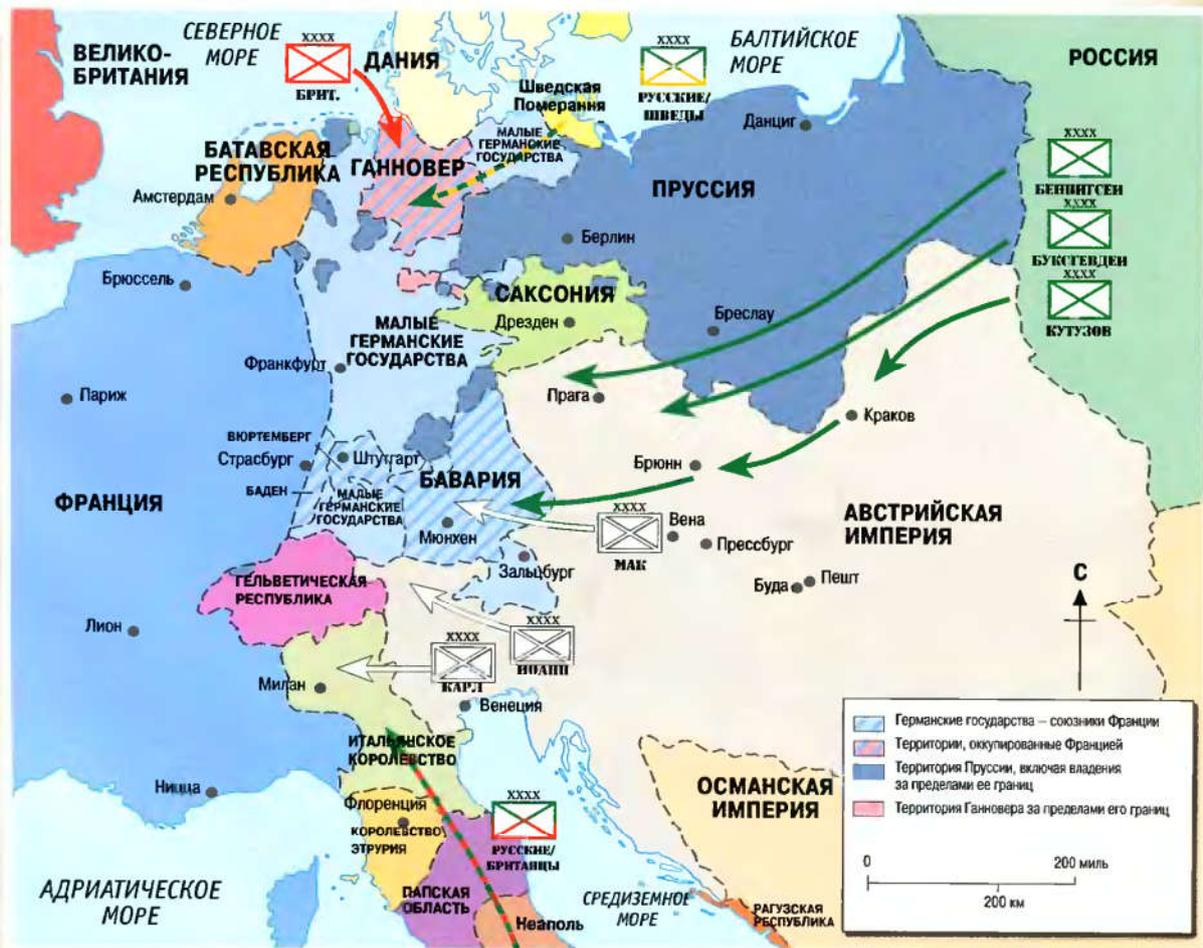 СЕВЕРНОЕ
МОРЕ
ВЕЛИКО-
БРИТАНИЯ
XXXX
БРИТ.
ДАНИЯ
XXXX
РУССКИЕ/
ШВЕДЫ
БАЛТИЙСКОЕ
МОРЕ
РОССИЯ
Шведская
Померания
Данциг
МАЛЫЕ
ГЕРМАНСКИЕ
ГОСУДАРСТВА
БАТАВСКАЯ
РЕСПУБЛИКА
ГАННОВЕР
Амстердам
ПРУССИЯ
XXXX
БЕННИГСЕН
XXXX
БУКСГЕВДЕН
XXXX
КУТУЗОВ
Берлин
Брюссель
САКСОНИЯ
Дрезден
Бреслау
МАЛЫЕ
ГЕРМАНСКИЕ
ГОСУДАРСТВА
Франкфурт
Париж
Прага
Краков
ВЮРТЕМБЕРГ
Страсбург
Штутгарт
БАДЕН
БАВАРИЯ
Брюнн
ФРАНЦИЯ
МАЛЫЕ
ГЕРМАНСКИЕ
ГОСУДАРСТВА
Мюнхен
XXXX
МАК
Вена
Прессбург
АВСТРИЙСКАЯ
ИМПЕРИЯ
Зальцбург
Буда
Пешт
С
ГЕЛЬВЕТИЧЕСКАЯ
РЕСПУБЛИКА
Лион
XXXX
ИОАНН
XXXX
КАРЛ
Милан
Венеция
ИТАЛЬЯНСКОЕ
КОРОЛЕВСТВО
Ницца
Флоренция
КОРОЛЕВСТВО
ЭТРУРИЯ
XXXX
РУССКИЕ/
БРИТАНЦЫ
ОСМАНСКАЯ
ИМПЕРИЯ
АДРИАТИЧЕСКОЕ
МОРЕ
ПАПСКАЯ
ОБЛАСТЬ
Неаполь
СРЕДИЗЕМНОЕ
МОРЕ
РАГУЗСКАЯ
РЕСПУБЛИКА
Германские государства – союзники Франции
Территории, оккупированные Францией
Территория Пруссии, включая владения
за пределами ее границ
Территория Ганновера за пределами его границ
0
200 миль
200 км